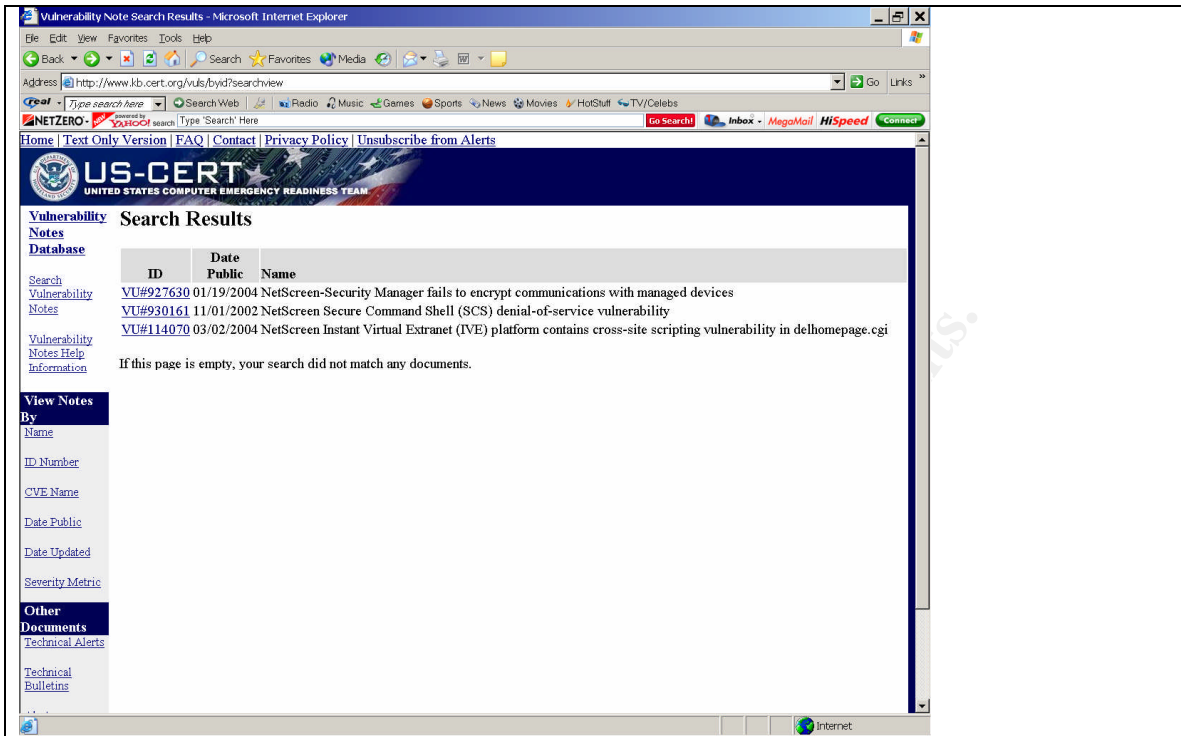 Vulnerability Note Search Results - Microsoft Internet Explorer
File Edit View Favorites Tools Help
Back Search Favorites Media
Address http://www.kb.cert.org/vuls/byid?searchview Go Links
real Type search here Search Web Radio Music Games Sports News Movies HotStuff TV/Celebs
NETZERO powered by YAHOO! search Type 'Search' Here Go Search! Inbox - MegaMail HiSpeed Connect
Home | Text Only Version | FAQ | Contact | Privacy Policy | Unsubscribe from Alerts
US-CERT
UNITED STATES COMPUTER EMERGENCY READINESS TEAM
Vulnerability
Notes
Database
Search
Vulnerability
Notes
Vulnerability
Notes Help
Information
View Notes
By
Name
ID Number
CVE Name
Date Public
Date Updated
Severity Metric
Other
Documents
Technical Alerts
Technical
Bulletins
Search Results
ID Date Public Name
VU#927630 01/19/2004 NetScreen-Security Manager fails to encrypt communications with managed devices
VU#930161 11/01/2002 NetScreen Secure Command Shell (SCS) denial-of-service vulnerability
VU#114070 03/02/2004 NetScreen Instant Virtual Extranet (IVE) platform contains cross-site scripting vulnerability in delhomepage.cgi
If this page is empty, your search did not match any documents.
Internet